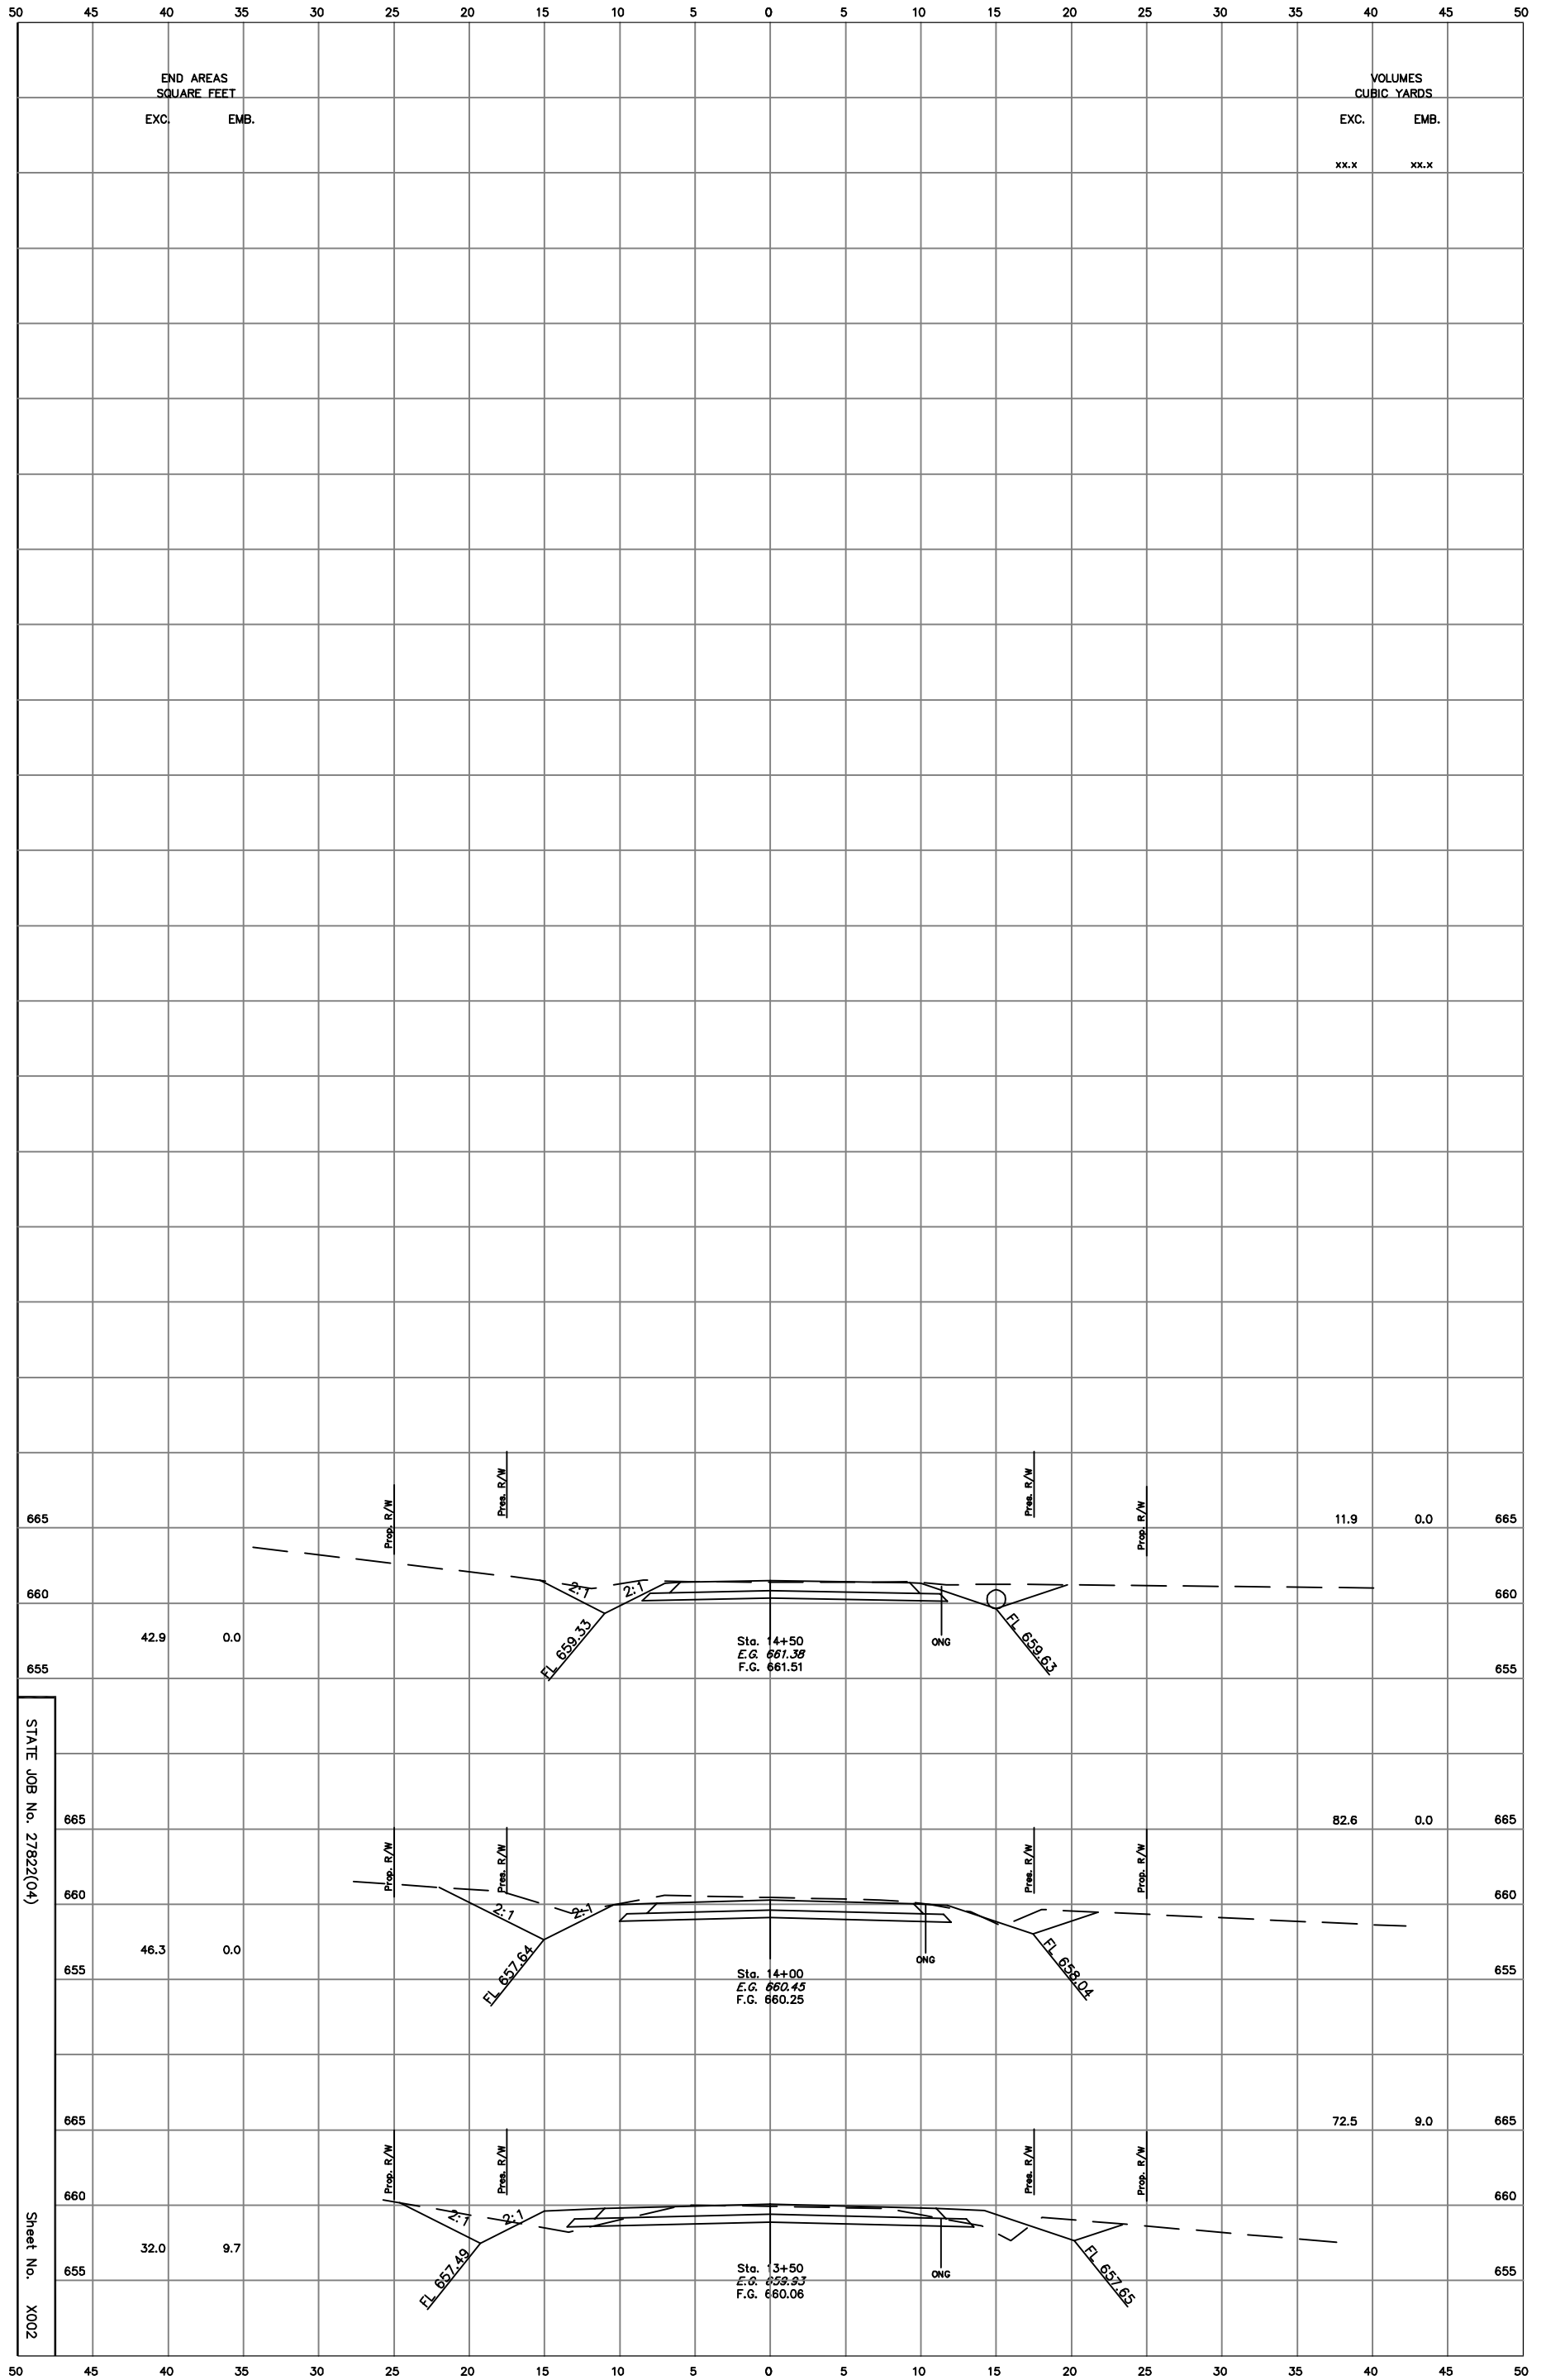 50 45 40 35 30 25 20 15 10 5 0 5 10 15 20 25 30 35 40 45 50
END AREAS
SQUARE FEET
EXC. EMB.
VOLUMES
CUBIC YARDS
EXC. EMB.
xx.x xx.x
Pres. R/W
Pres. R/W
Prop. R/W
Prop. R/W
665
11.9 0.0
665
2:1
2:1
660
660
42.9 0.0
FL 659.33
Sta. 14+50
E.G. 661.38
F.G. 661.51
ONG
FL 659.63
655
655
STATE JOB No. 27822(04)
665
82.6 0.0
665
Prop. R/W
Pres. R/W
Pres. R/W
Prop. R/W
660
660
2:1
2:1
46.3 0.0
FL 657.64
Sta. 14+00
E.G. 660.45
F.G. 660.25
ONG
FL 658.04
655
655
665
72.5 9.0
665
Prop. R/W
Pres. R/W
Pres. R/W
Prop. R/W
660
660
2:1
2:1
32.0 9.7
FL 657.49
Sta. 13+50
E.G. 659.93
F.G. 660.06
ONG
FL 657.65
655
655
Sheet No. X002
50 45 40 35 30 25 20 15 10 5 0 5 10 15 20 25 30 35 40 45 50